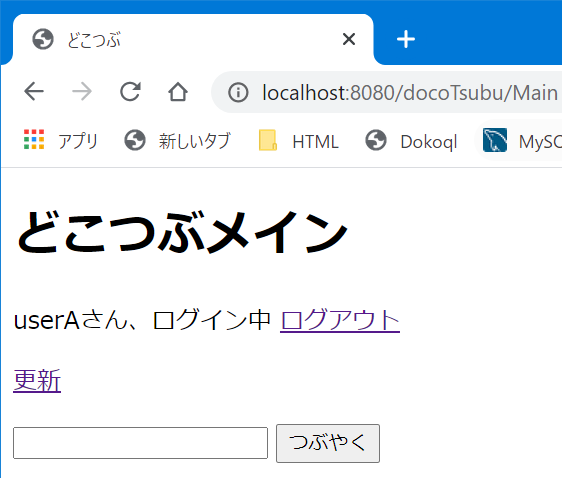 どこつぶ
localhost:8080/docoTsubu/Main
アプリ 新しいタブ HTML Dokoql MySC
どこつぶメイン
userAさん、ログイン中 ログアウト
更新
つぶやく